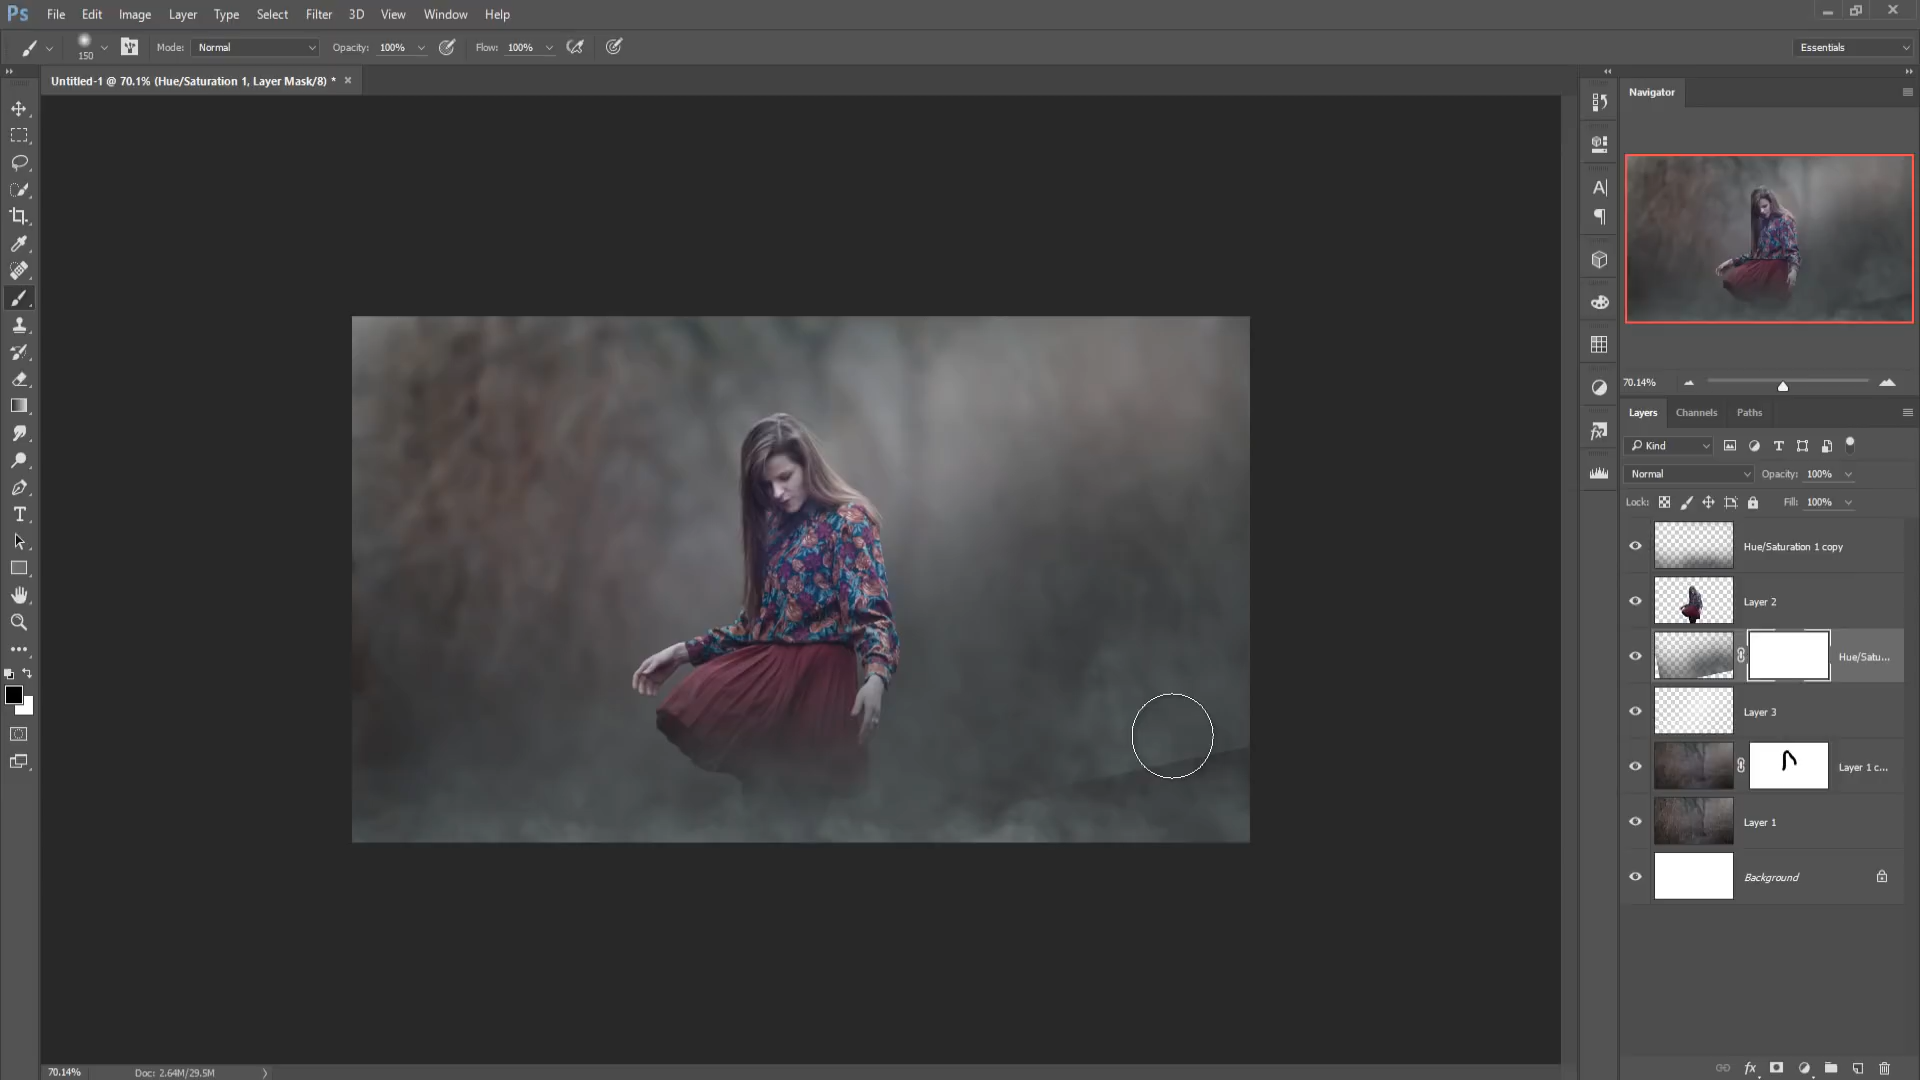 Ps File Edit Image Layer Type Select Filter 3D View Window Help
150 Mode: Normal Opacity: 100% Flow: 100% Essentials
Untitled-1 @ 70.1% (Hue/Saturation 1, Layer Mask/8) * ×
Navigator
70.14%
Layers Channels Paths
Kind
Normal Opacity: 100%
Lock: Fill: 100%
Hue/Saturation 1 copy
Layer 2
Hue/Satu...
Layer 3
Layer 1 c...
Layer 1
Background
70.14% Doc: 2.64M/29.5M